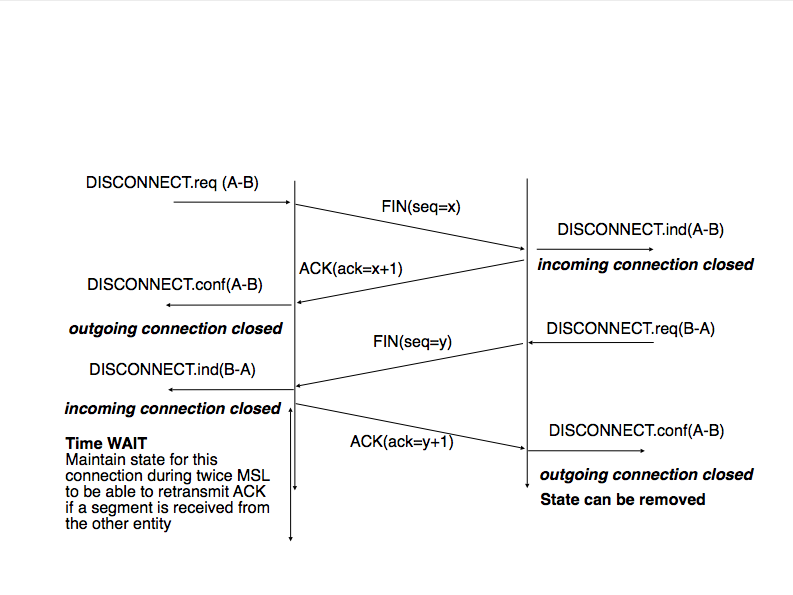 DISCONNECT.req (A-B)
FIN(seq=x)
DISCONNECT.ind(A-B)
incoming connection closed
ACK(ack=x+1)
DISCONNECT.conf(A-B)
outgoing connection closed
DISCONNECT.req(B-A)
FIN(seq=y)
DISCONNECT.ind(B-A)
incoming connection closed
ACK(ack=y+1)
DISCONNECT.conf(A-B)
outgoing connection closed
State can be removed
Time WAIT
Maintain state for this
connection during twice MSL
to be able to retransmit ACK
if a segment is received from
the other entity